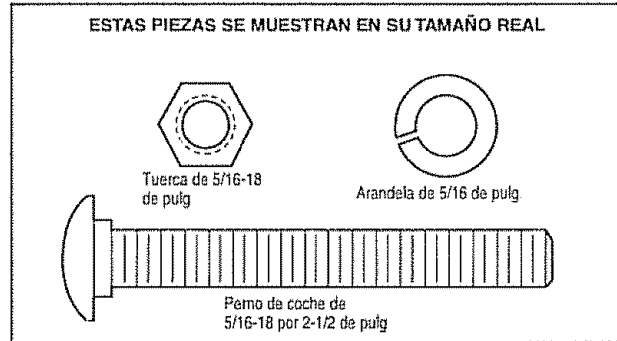 ESTAS PIEZAS SE MUESTRAN EN SU TAMAÑO REAL
Tuerca de 5/16-18
de pulg
Arandela de 5/16 de pulg.
Perno de coche de
5/16-18 por 2-1/2 de pulg